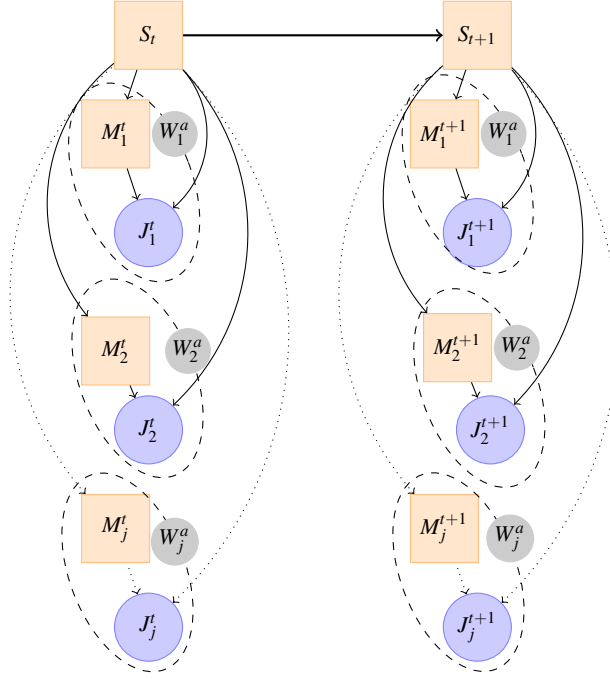 S_t S_{t+1}
M_1^t W_1^a M_1^{t+1} W_1^a
J_1^t J_1^{t+1}
M_2^t W_2^a M_2^{t+1} W_2^a
J_2^t J_2^{t+1}
M_j^t W_j^a M_j^{t+1} W_j^a
J_j^t J_j^{t+1}